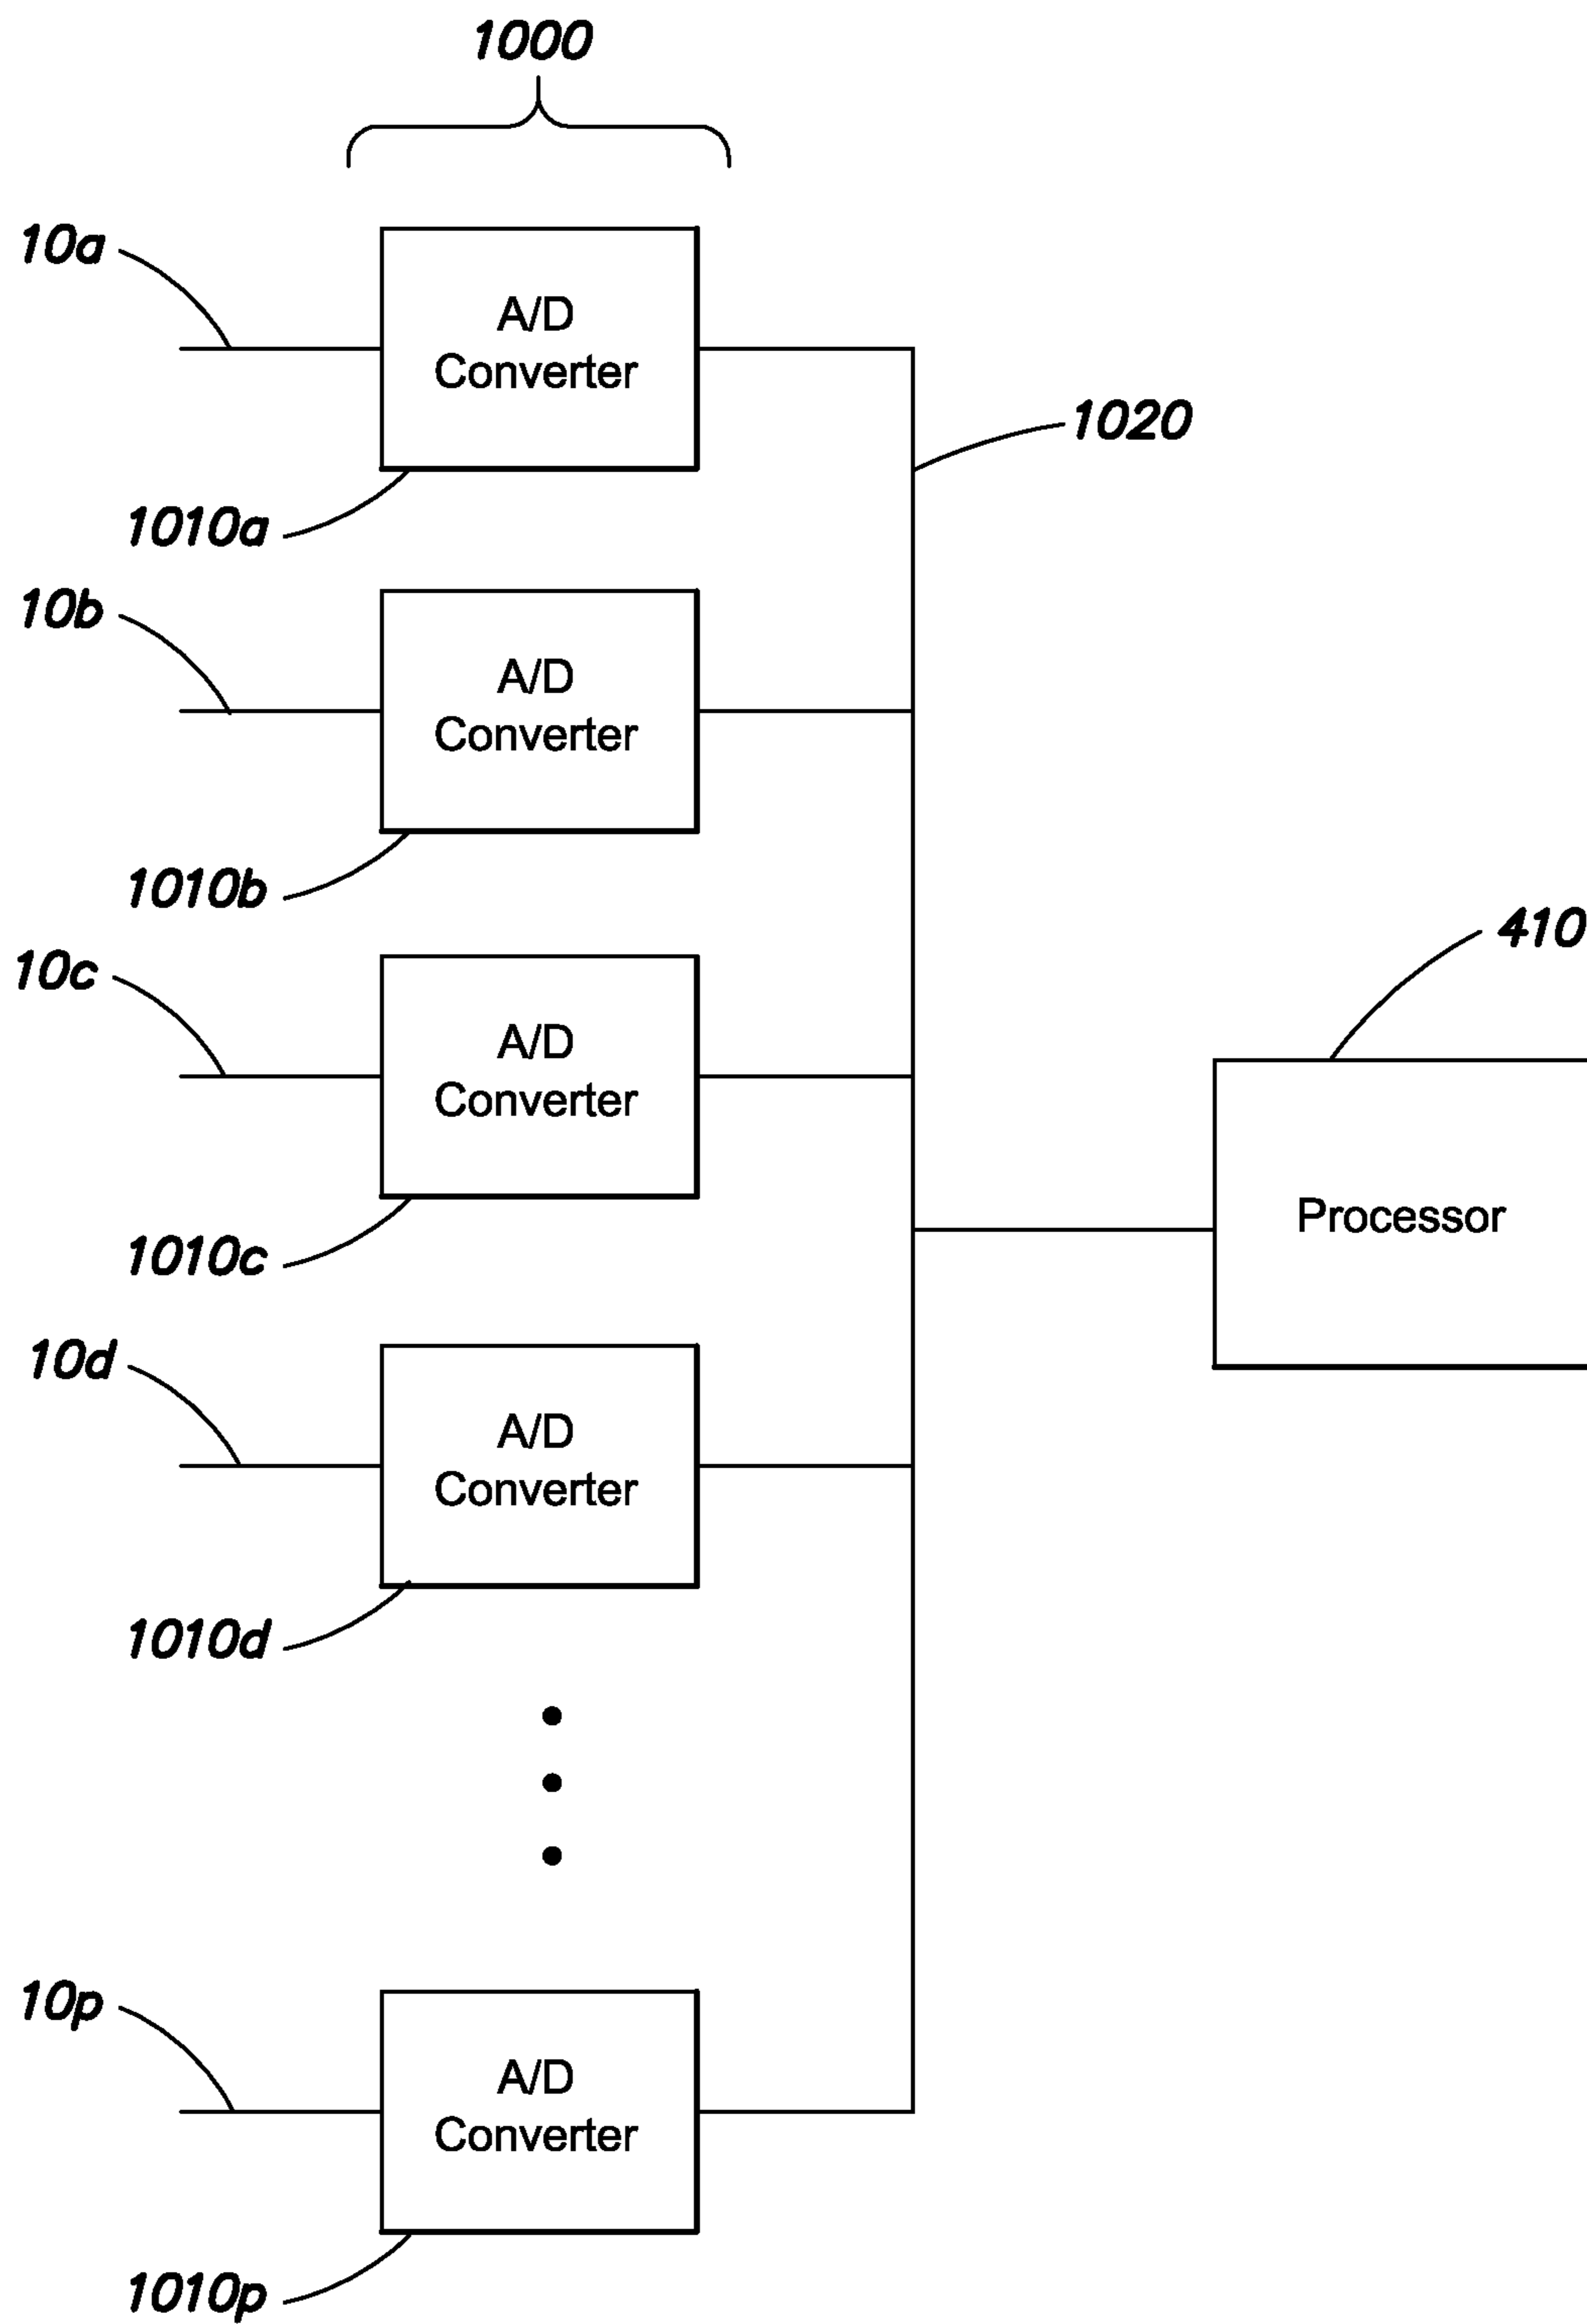 1000
10a
A/D
Converter
1020
1010a
10b
A/D
Converter
1010b
410
10c
A/D
Converter
Processor
1010c
10d
A/D
Converter
1010d
10p
A/D
Converter
1010p